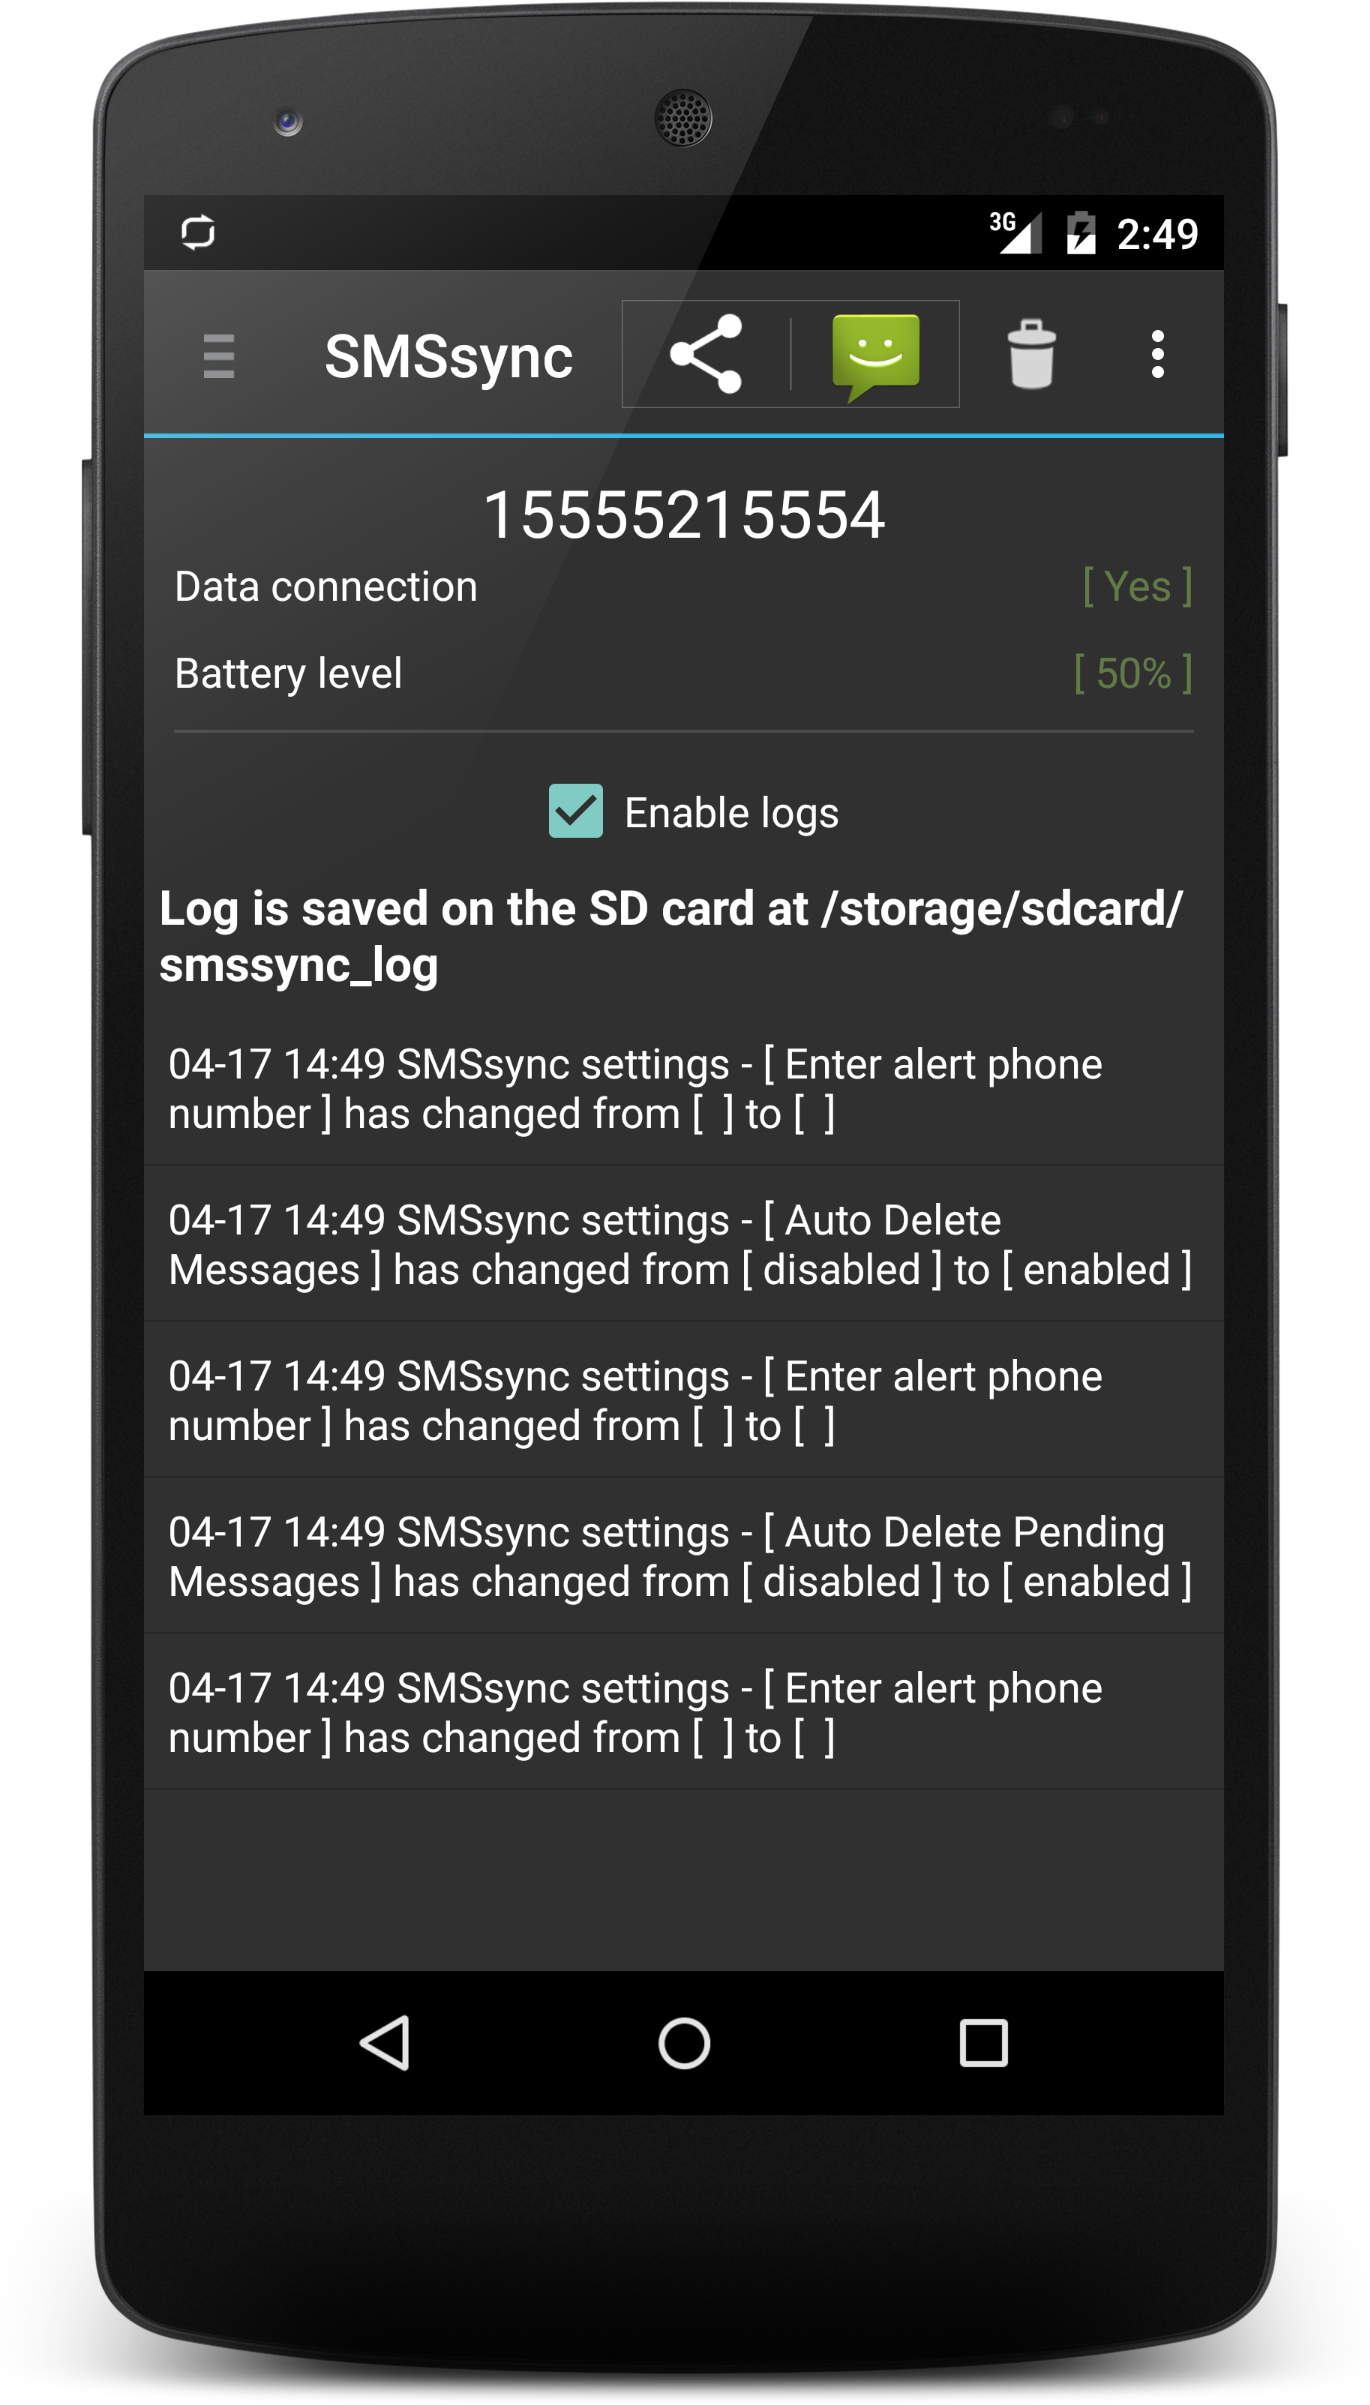 3G 2:49
SMSsync
15555215554
Data connection [ Yes ]
Battery level [ 50% ]
Enable logs
Log is saved on the SD card at /storage/sdcard/
smssync_log
04-17 14:49 SMSsync settings - [ Enter alert phone
number ] has changed from [  ] to [  ]
04-17 14:49 SMSsync settings - [ Auto Delete
Messages ] has changed from [ disabled ] to [ enabled ]
04-17 14:49 SMSsync settings - [ Enter alert phone
number ] has changed from [  ] to [  ]
04-17 14:49 SMSsync settings - [ Auto Delete Pending
Messages ] has changed from [ disabled ] to [ enabled ]
04-17 14:49 SMSsync settings - [ Enter alert phone
number ] has changed from [  ] to [  ]